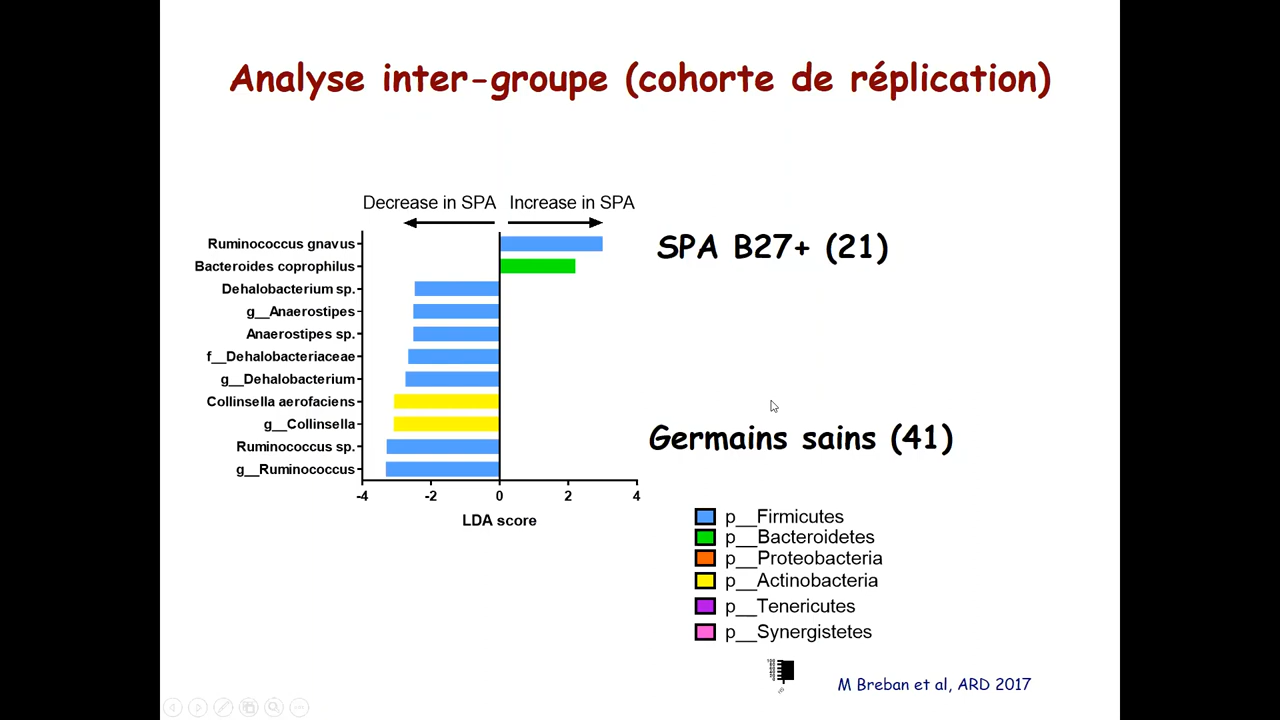 Analyse inter-groupe (cohorte de réplication)
Decrease in SPA
Increase in SPA
Ruminococcus gnavus
Bacteroides coprophilus
Dehalobacterium sp.
g__Anaerostipes
Anaerostipes sp.
f__Dehalobacteriaceae
g__Dehalobacterium
Collinsella aerofaciens
g__Collinsella
Ruminococcus sp.
g__Ruminococcus
-4 -2 0 2 4
LDA score
SPA B27+ (21)
Germains sains (41)
p__Firmicutes
p__Bacteroidetes
p__Proteobacteria
p__Actinobacteria
p__Tenericutes
p__Synergistetes
M Breban et al, ARD 2017